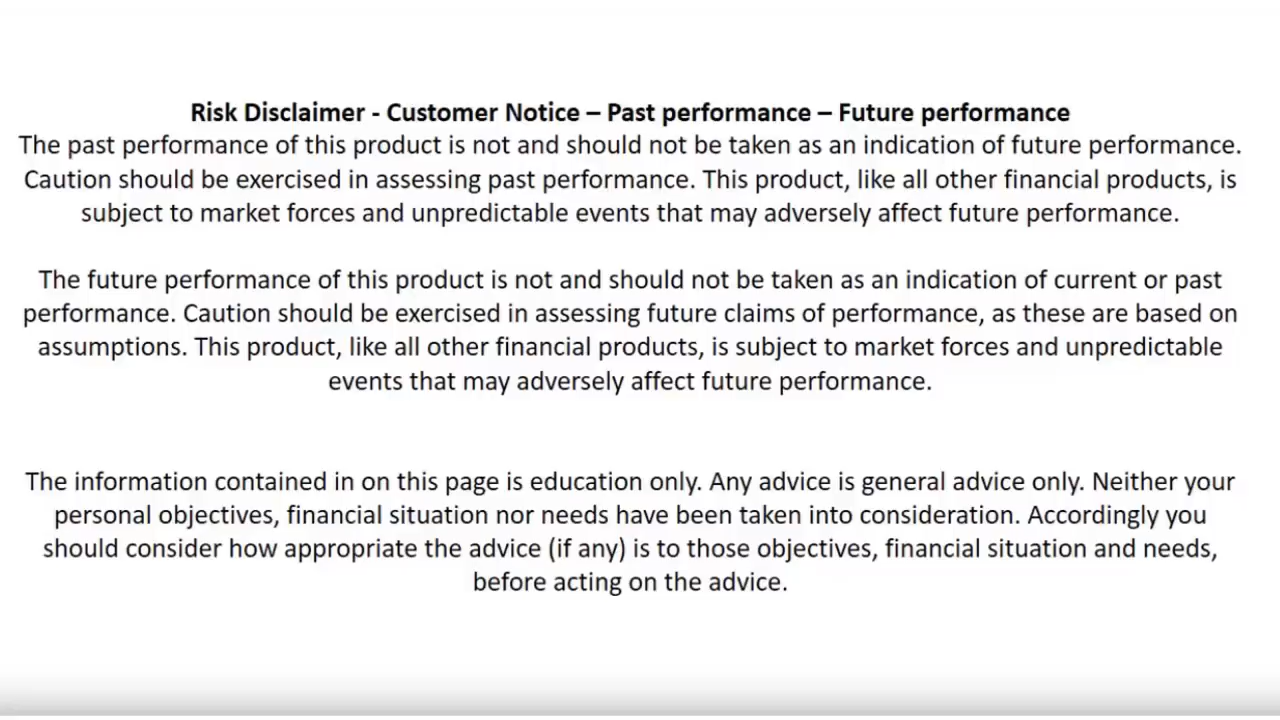 Risk Disclaimer - Customer Notice – Past performance – Future performance
The past performance of this product is not and should not be taken as an indication of future performance.
Caution should be exercised in assessing past performance. This product, like all other financial products, is
subject to market forces and unpredictable events that may adversely affect future performance.
The future performance of this product is not and should not be taken as an indication of current or past
performance. Caution should be exercised in assessing future claims of performance, as these are based on
assumptions. This product, like all other financial products, is subject to market forces and unpredictable
events that may adversely affect future performance.
The information contained in on this page is education only. Any advice is general advice only. Neither your
personal objectives, financial situation nor needs have been taken into consideration. Accordingly you
should consider how appropriate the advice (if any) is to those objectives, financial situation and needs,
before acting on the advice.